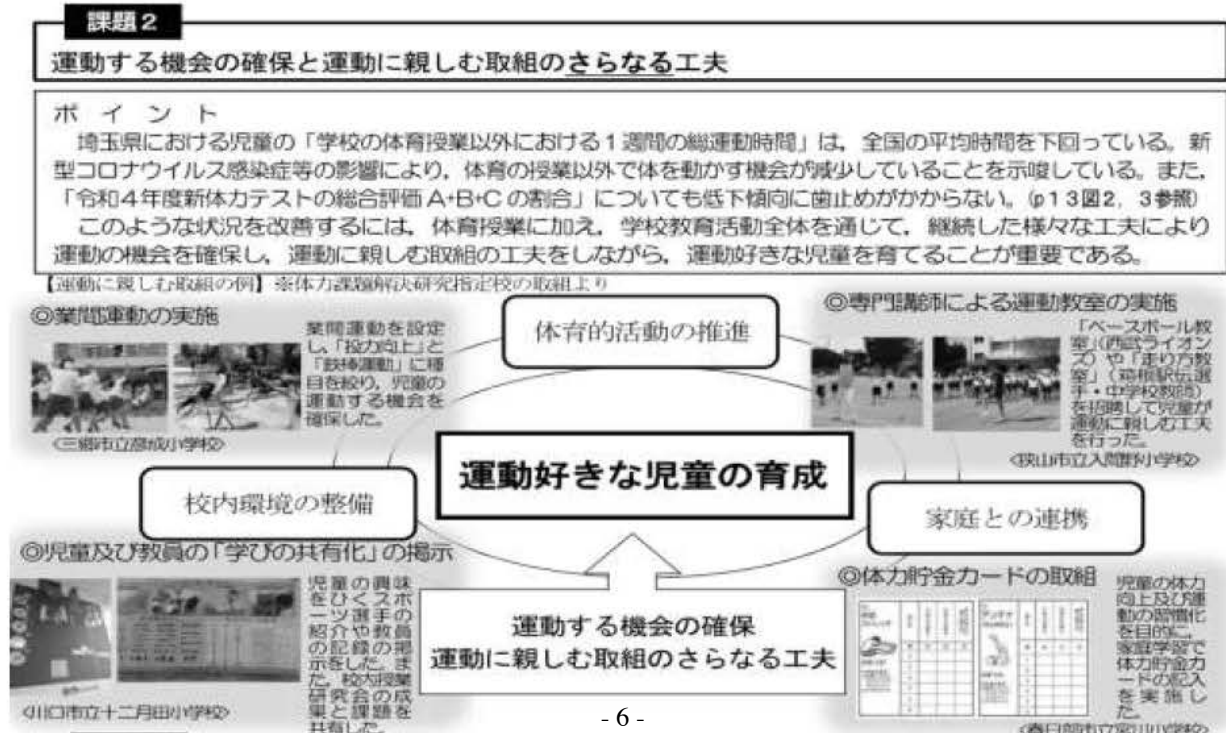 課題2
運動する機会の確保と運動に親しむ取組のさらなる工夫
ポイント
埼玉県における児童の「学校の体育授業以外における1週間の総運動時間」は，全国の平均時間を下回っている。新
型コロナウイルス感染症等の影響により，体育の授業以外で体を動かす機会が減少していることを示唆している。また，
「令和4年度新体力テストの総合評価A+B+Cの割合」についても低下傾向に歯止めがかからない。(p13図2，3参照)
このような状況を改善するには，体育授業に加え，学校教育活動全体を通じて，継続した様々な工夫により
運動の機会を確保し，運動に親しむ取組の工夫をしながら，運動好きな児童を育てることが重要である。
【運動に親しむ取組の例】※体力課題解決研究指定校の取組より
◎業間運動の実施
業間運動を設定
し，「投力向上」と
「鉄棒運動」に種
目を絞り，児童の
運動する機会を
確保した。
<三郷市立彦成小学校>
体育的活動の推進
◎専門講師による運動教室の実施
「ベースボール教
室」(西武ライオン
ズ)や「走り方教
室」(箱根駅伝選
手・中学校教師)
を招聘して児童が
運動に親しむ工夫
を行った。
<狭山市立入間野小学校>
運動好きな児童の育成
校内環境の整備
家庭との連携
◎児童及び教員の「学びの共有化」の掲示
児童の興味
をひくスポ
ーツ選手の
紹介や教員
の記録の掲
示をした。ま
た，校内授業
研究会の成
果と課題を
共有した。
<川口市立十二月田小学校>
運動する機会の確保
運動に親しむ取組のさらなる工夫
◎体力貯金カードの取組
児童の体力
向上及び運
動の習慣化
を目的に，
家庭学習で
体力貯金カ
ードの記入
を実施し
た。
<春日部市立宮川小学校>
- 6 -